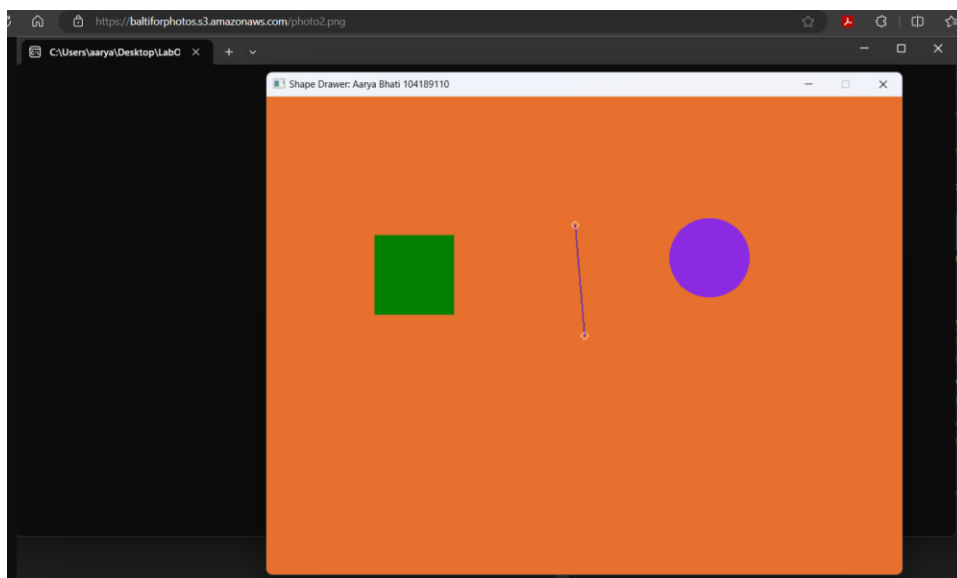 https://baltiforphotos.s3.amazonaws.com/photo2.png
C:\Users\aarya\Desktop\LabO
Shape Drawer: Aarya Bhati 104189110